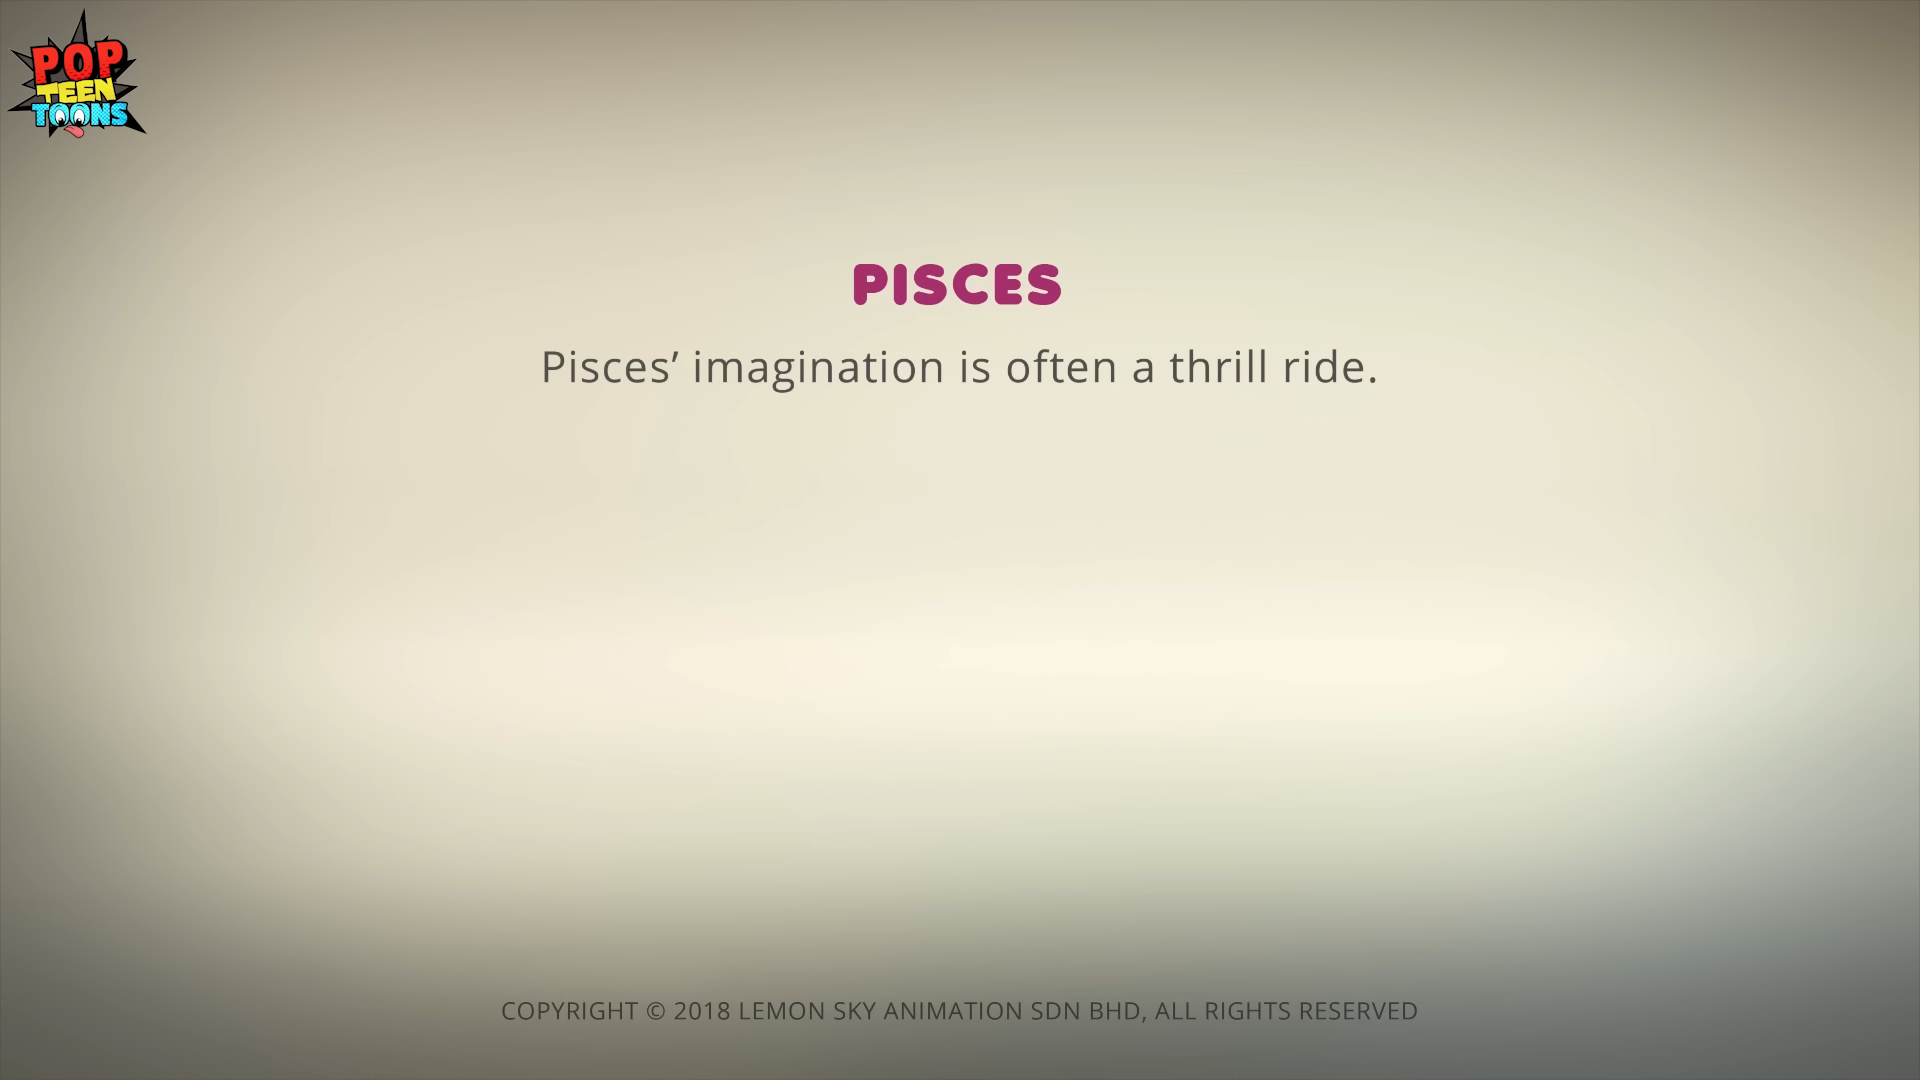 POP
TEEN
TOONS
PISCES
Pisces’ imagination is often a thrill ride.
COPYRIGHT © 2018 LEMON SKY ANIMATION SDN BHD, ALL RIGHTS RESERVED